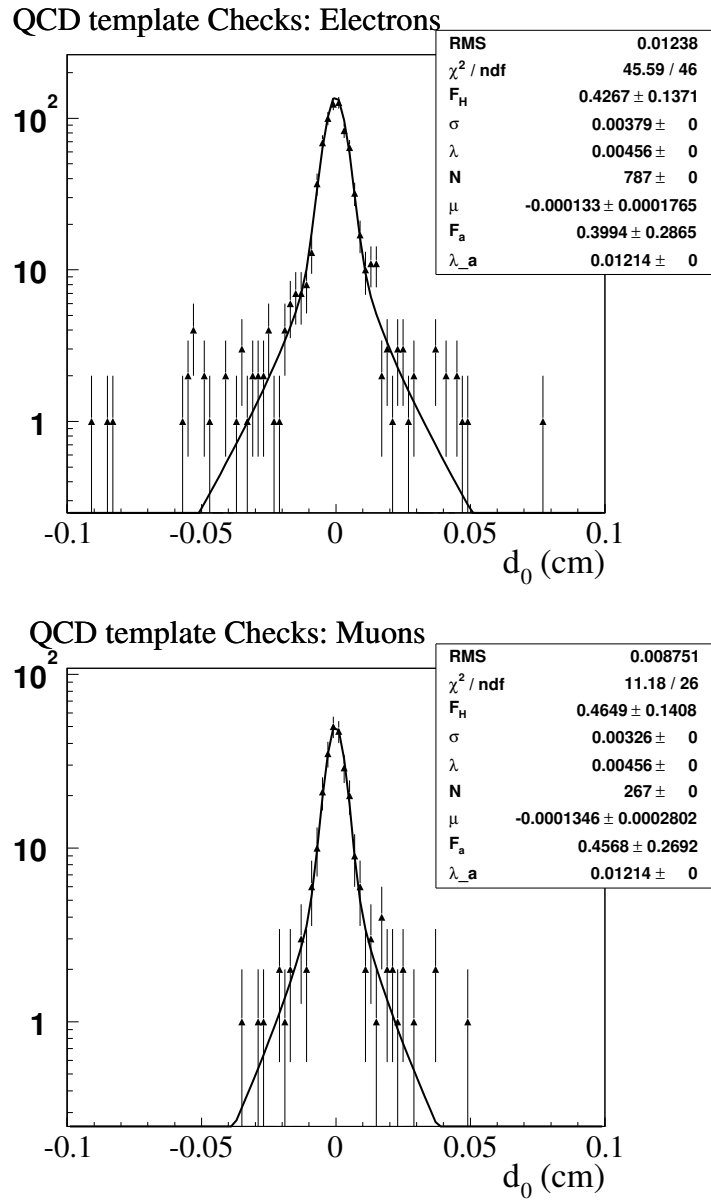 QCD template Checks: Electrons
RMS 0.01238
χ² / ndf 45.59 / 46
F_H 0.4267 ± 0.1371
σ 0.00379 ± 0
λ 0.00456 ± 0
N 787 ± 0
μ -0.000133 ± 0.0001765
F_a 0.3994 ± 0.2865
λ_a 0.01214 ± 0
10²
10
1
-0.1 -0.05 0 0.05 0.1
d₀ (cm)
QCD template Checks: Muons
RMS 0.008751
χ² / ndf 11.18 / 26
F_H 0.4649 ± 0.1408
σ 0.00326 ± 0
λ 0.00456 ± 0
N 267 ± 0
μ -0.0001346 ± 0.0002802
F_a 0.4568 ± 0.2692
λ_a 0.01214 ± 0
10²
10
1
-0.1 -0.05 0 0.05 0.1
d₀ (cm)